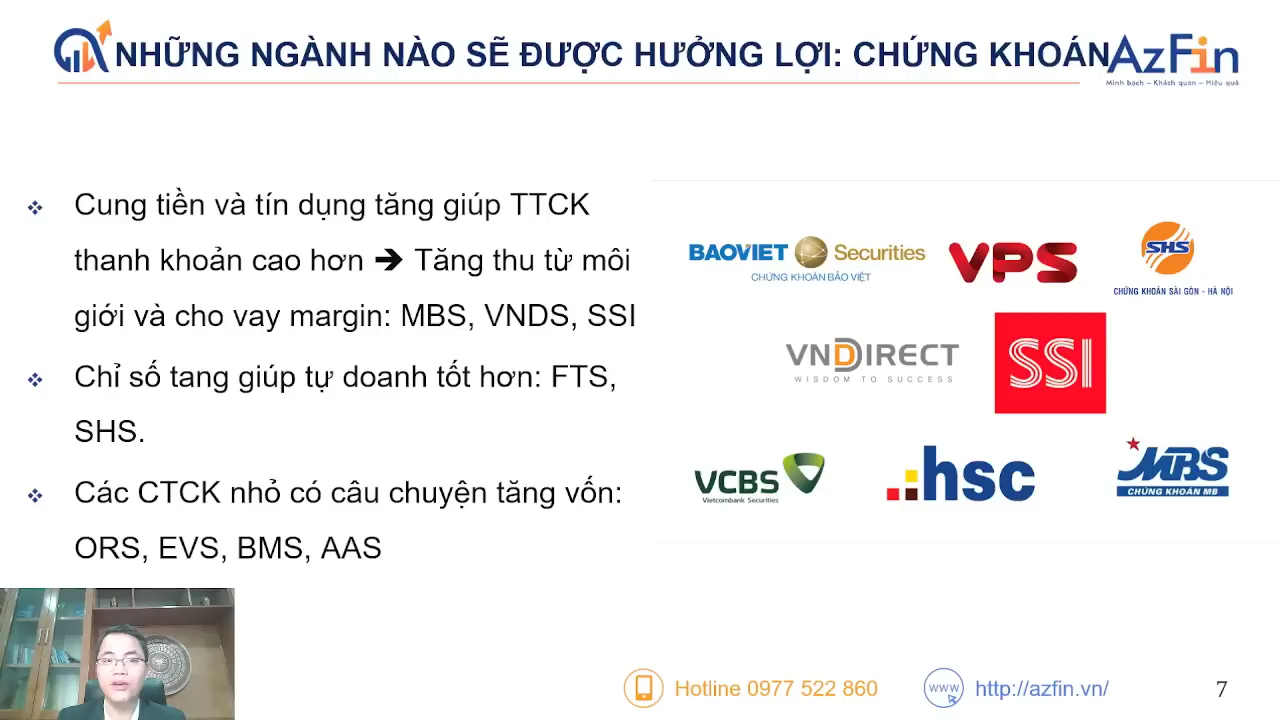 NHỮNG NGÀNH NÀO SẼ ĐƯỢC HƯỞNG LỢI: CHỨNG KHOÁN
AzFin
Minh bạch – Khách quan – Hiệu quả
Cung tiền và tín dụng tăng giúp TTCK
thanh khoản cao hơn ➔ Tăng thu từ môi
giới và cho vay margin: MBS, VNDS, SSI
Chỉ số tang giúp tự doanh tốt hơn: FTS,
SHS.
Các CTCK nhỏ có câu chuyện tăng vốn:
ORS, EVS, BMS, AAS
BAOVIET Securities
CHỨNG KHOÁN BẢO VIỆT
VPS
SHS
CHỨNG KHOÁN SÀI GÒN - HÀ NỘI
VNDIRECT
WISDOM TO SUCCESS
SSI
VCBS
Vietcombank Securities
hsc
MBS
CHỨNG KHOÁN MB
Hotline 0977 522 860
www
http://azfin.vn/
7